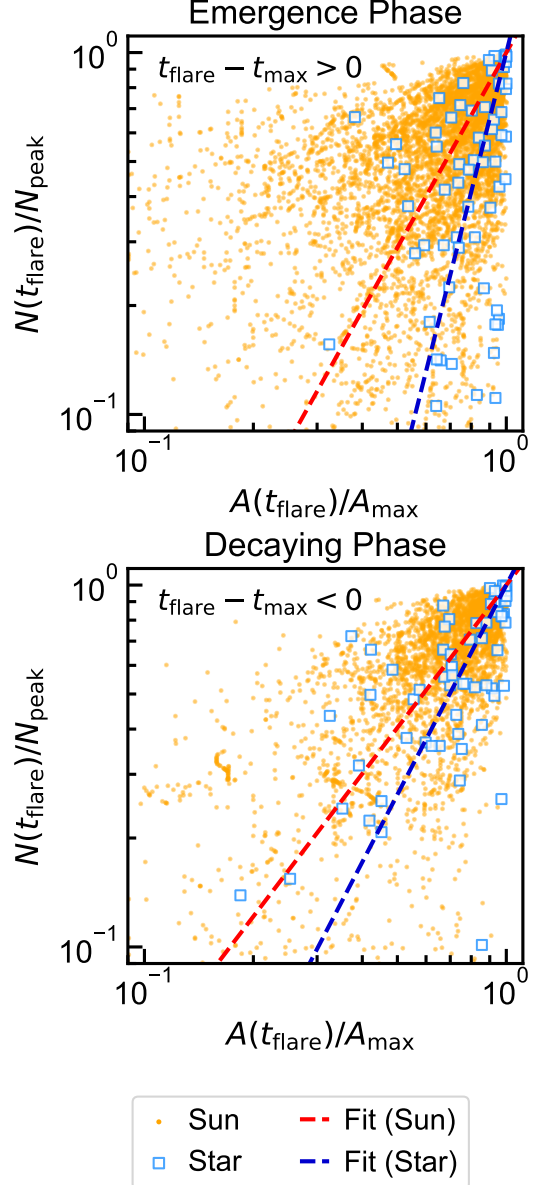 Emergence Phase
t_flare − t_max > 0
10^0
10^−1
N(t_flare)/N_peak
10^−1 10^0
A(t_flare)/A_max
Decaying Phase
t_flare − t_max < 0
10^0
10^−1
N(t_flare)/N_peak
10^−1 10^0
A(t_flare)/A_max
Sun Fit (Sun)
Star Fit (Star)